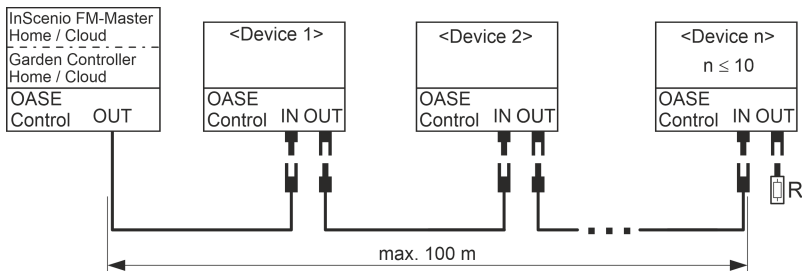 InScenio FM-Master
Home / Cloud
Garden Controller
Home / Cloud
OASE
Control OUT
<Device 1>
OASE
Control IN OUT
<Device 2>
OASE
Control IN OUT
<Device n>
n ≤ 10
OASE
Control IN OUT
R
max. 100 m